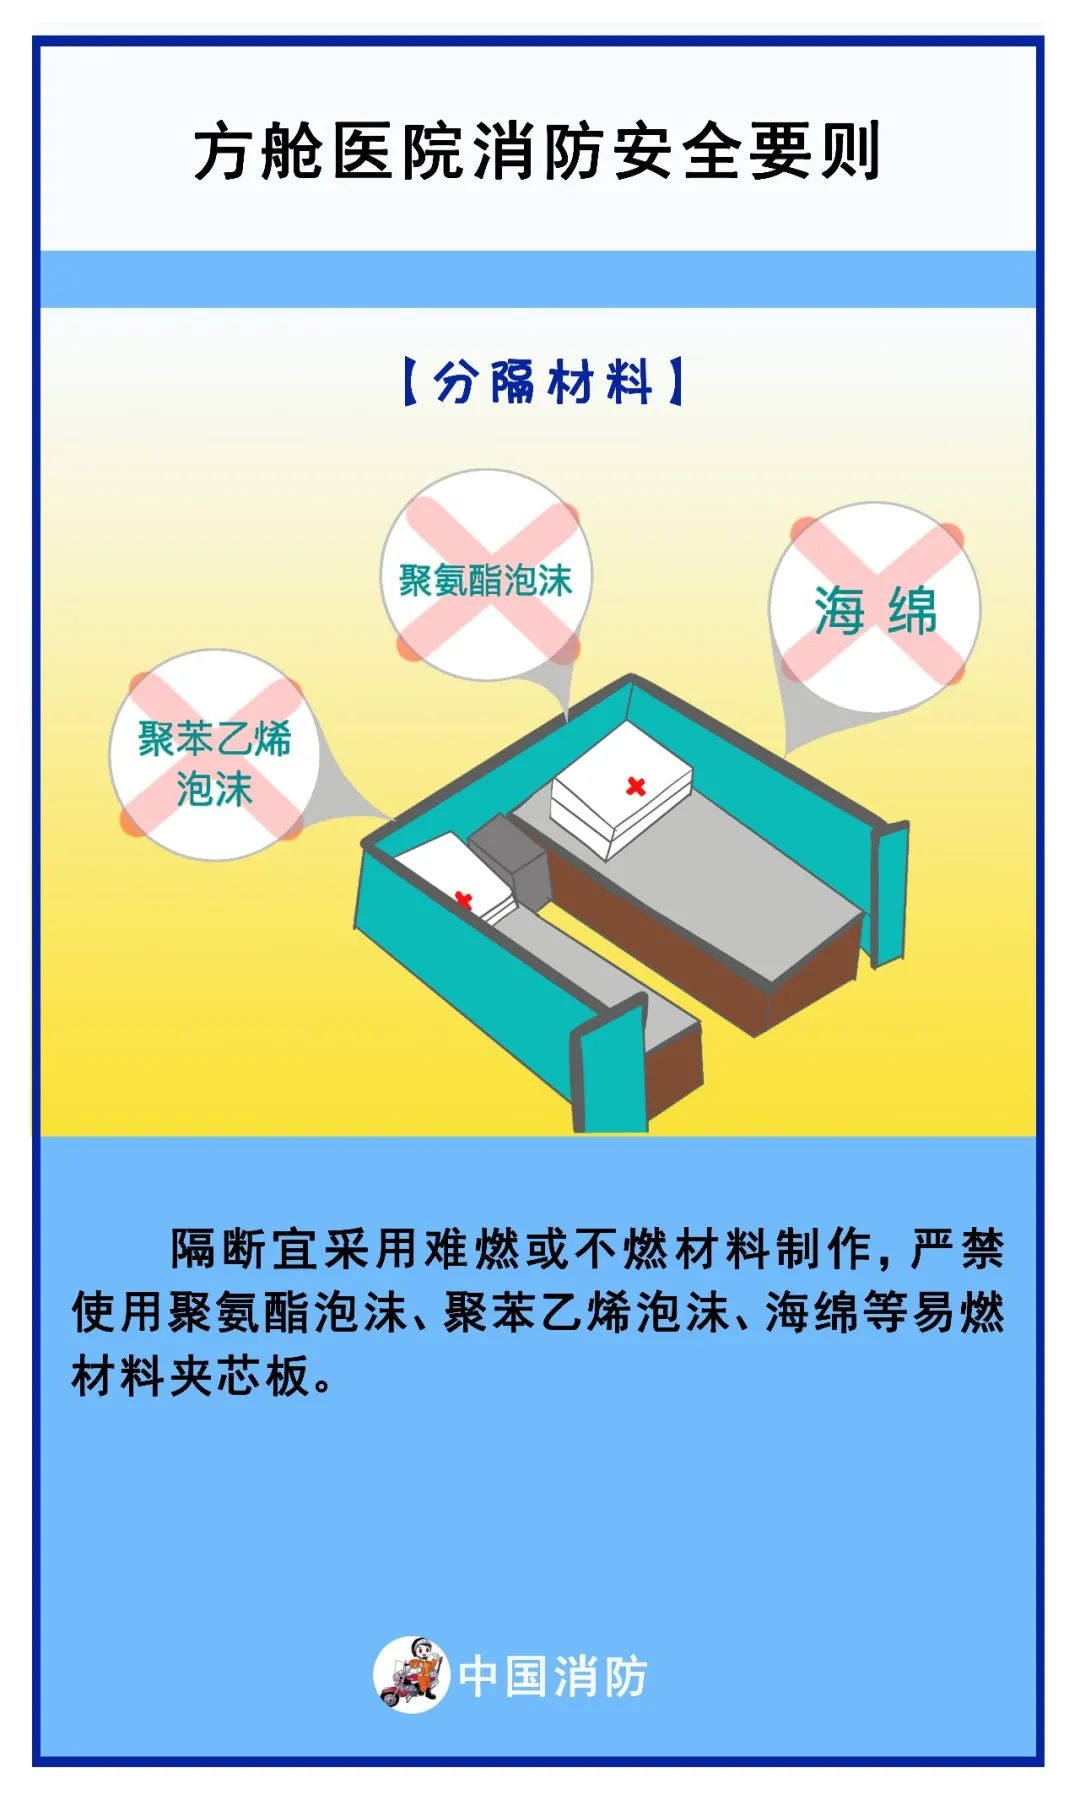 方舱医院消防安全要则
【分隔材料】
聚氨酯泡沫
海绵
聚苯乙烯
泡沫
隔断宜采用难燃或不燃材料制作，严禁
使用聚氨酯泡沫、聚苯乙烯泡沫、海绵等易燃
材料夹芯板。
中国消防